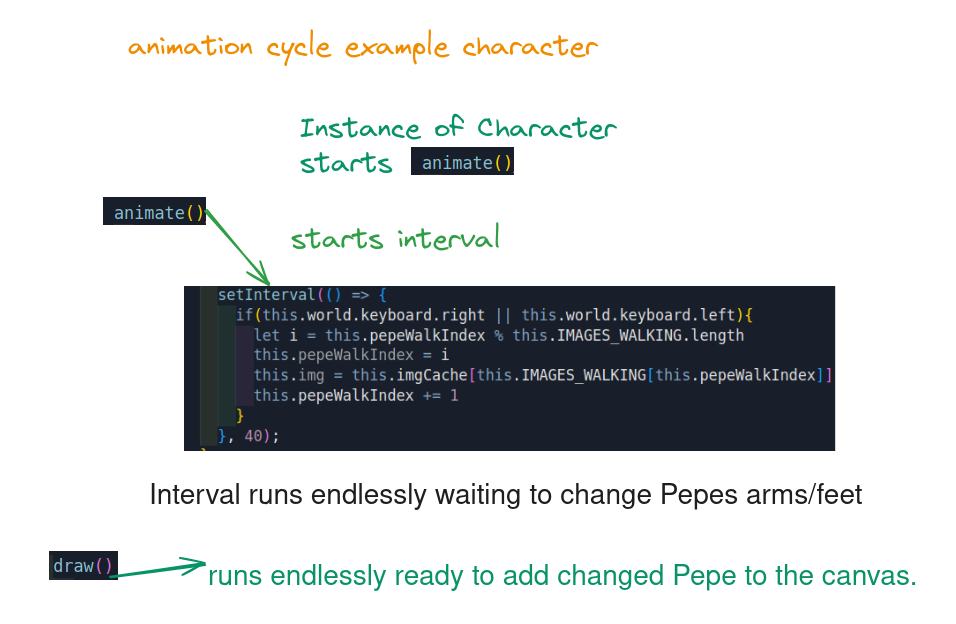 animation cycle example character
Instance of Character
starts animate()
animate()
starts interval
setInterval(() => {
if(this.world.keyboard.right || this.world.keyboard.left){
let i = this.pepeWalkIndex % this.IMAGES_WALKING.length
this.pepeWalkIndex = i
this.img = this.imgCache[this.IMAGES_WALKING[this.pepeWalkIndex]]
this.pepeWalkIndex += 1
}
}, 40);
Interval runs endlessly waiting to change Pepes arms/feet
draw()
runs endlessly ready to add changed Pepe to the canvas.